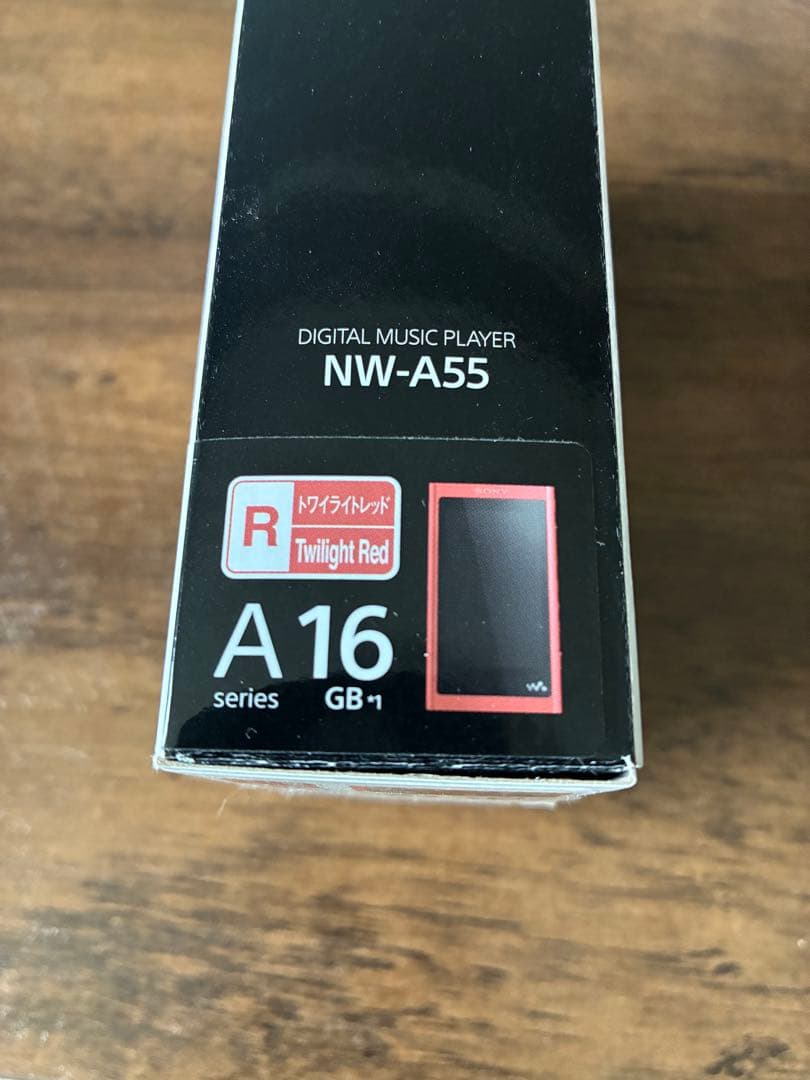 DIGITAL MUSIC PLAYER
NW-A55
R
トワイライトレッド
Twilight Red
SONY
A 16
series GB *1